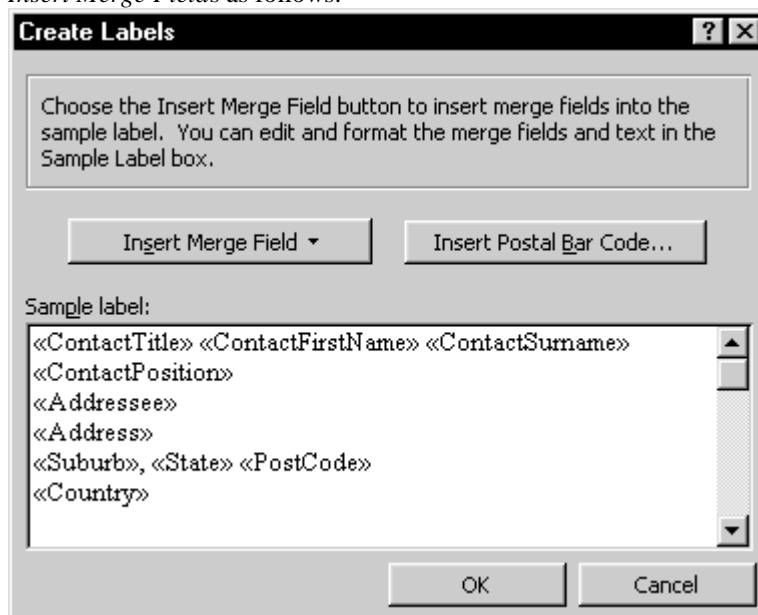 Insert Merge Fields as follows:
Create Labels
Choose the Insert Merge Field button to insert merge fields into the
sample label. You can edit and format the merge fields and text in the
Sample Label box.
Insert Merge Field
Insert Postal Bar Code...
Sample label:
«ContactTitle» «ContactFirstName» «ContactSurname»
«ContactPosition»
«Addressee»
«Address»
«Suburb», «State» «PostCode»
«Country»
OK
Cancel